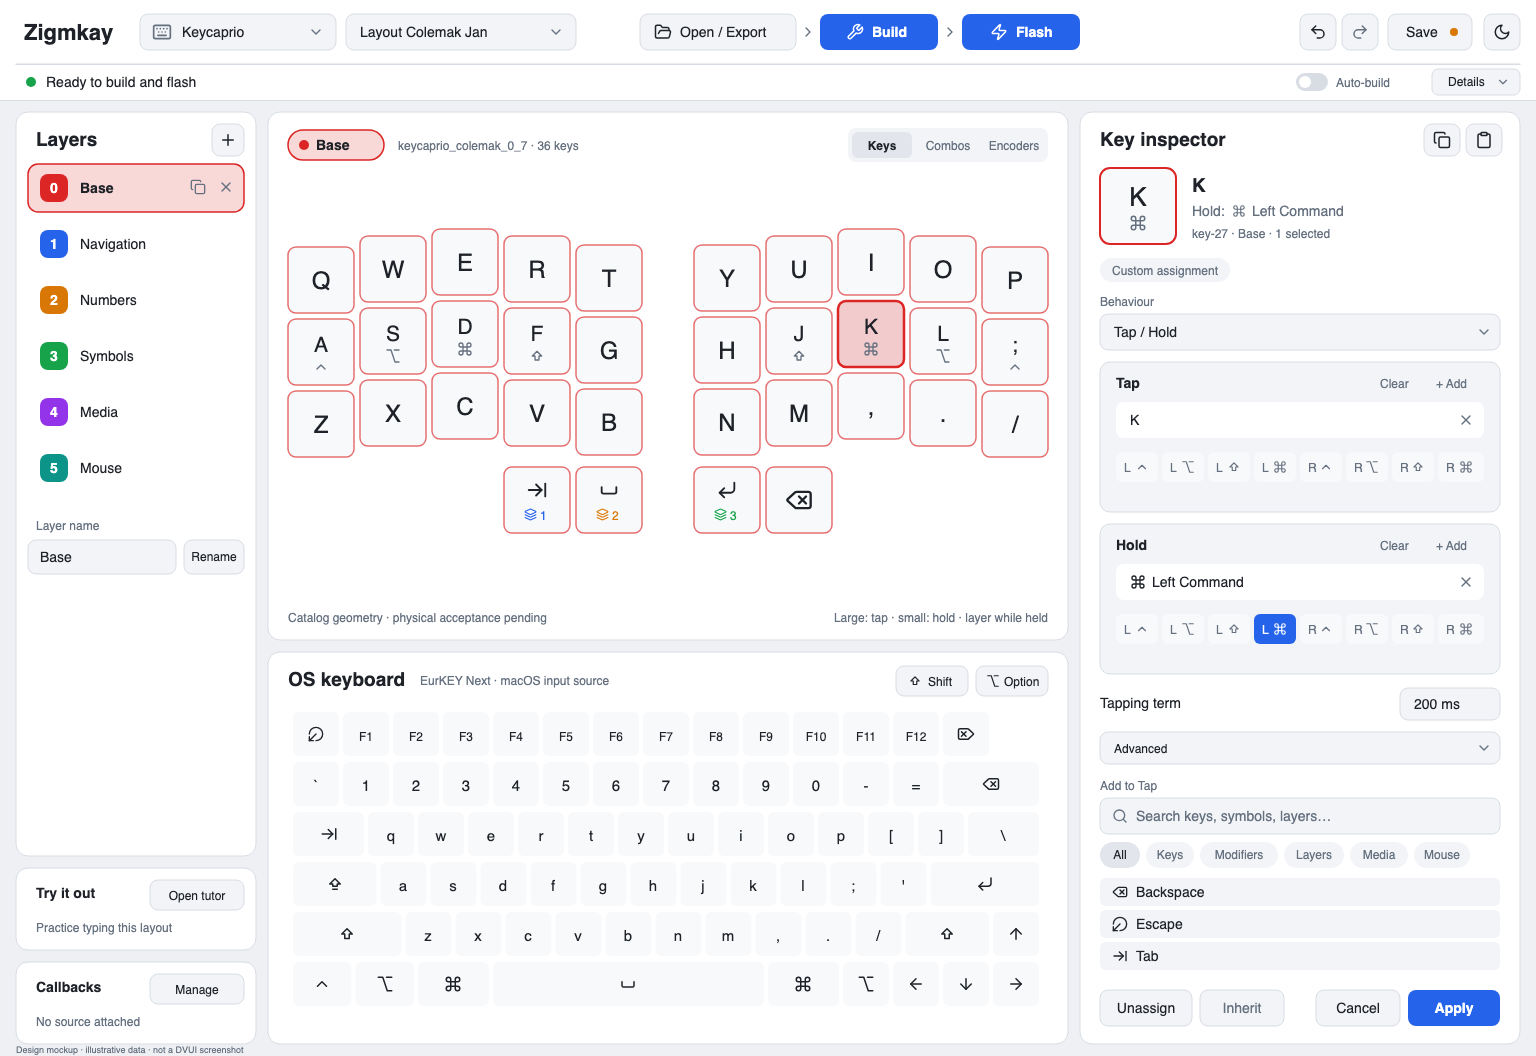 Zigmkay
Keycaprio
Layout Colemak Jan
Open / Export
Build
Flash
Save
Ready to build and flash
Auto-build
Details
Layers
0 Base
1 Navigation
2 Numbers
3 Symbols
4 Media
5 Mouse
Layer name
Base
Rename
Try it out
Open tutor
Practice typing this layout
Callbacks
Manage
No source attached
Design mockup · illustrative data · not a DVUI screenshot
Base
keycaprio_colemak_0_7 · 36 keys
Keys
Combos
Encoders
Q W E R T Y U I O P
A ^ S ⌥ D ⌘ F ⇧ G H J ⇧ K ⌘ L ⌥ ; ^
Z X C V B N M , . /
⇥ 1 ⎵ 2 ↵ 3 ⌫
Catalog geometry · physical acceptance pending
Large: tap · small: hold · layer while held
OS keyboard
EurKEY Next · macOS input source
⇧ Shift
⌥ Option
F1 F2 F3 F4 F5 F6 F7 F8 F9 F10 F11 F12 ⌦
` 1 2 3 4 5 6 7 8 9 0 - = ⌫
⇥ q w e r t y u i o p [ ] \
⇪ a s d f g h j k l ; ' ↵
⇧ z x c v b n m , . / ⇧ ↑
^ ⌥ ⌘ ⎵ ⌘ ⌥ ← ↓ →
Key inspector
K
⌘
K
Hold: ⌘ Left Command
key-27 · Base · 1 selected
Custom assignment
Behaviour
Tap / Hold
Tap
Clear
+ Add
K
L ^ L ⌥ L ⇧ L ⌘ R ^ R ⌥ R ⇧ R ⌘
Hold
Clear
+ Add
⌘ Left Command
L ^ L ⌥ L ⇧ L ⌘ R ^ R ⌥ R ⇧ R ⌘
Tapping term
200 ms
Advanced
Add to Tap
Search keys, symbols, layers…
All
Keys
Modifiers
Layers
Media
Mouse
Backspace
Escape
Tab
Unassign
Inherit
Cancel
Apply